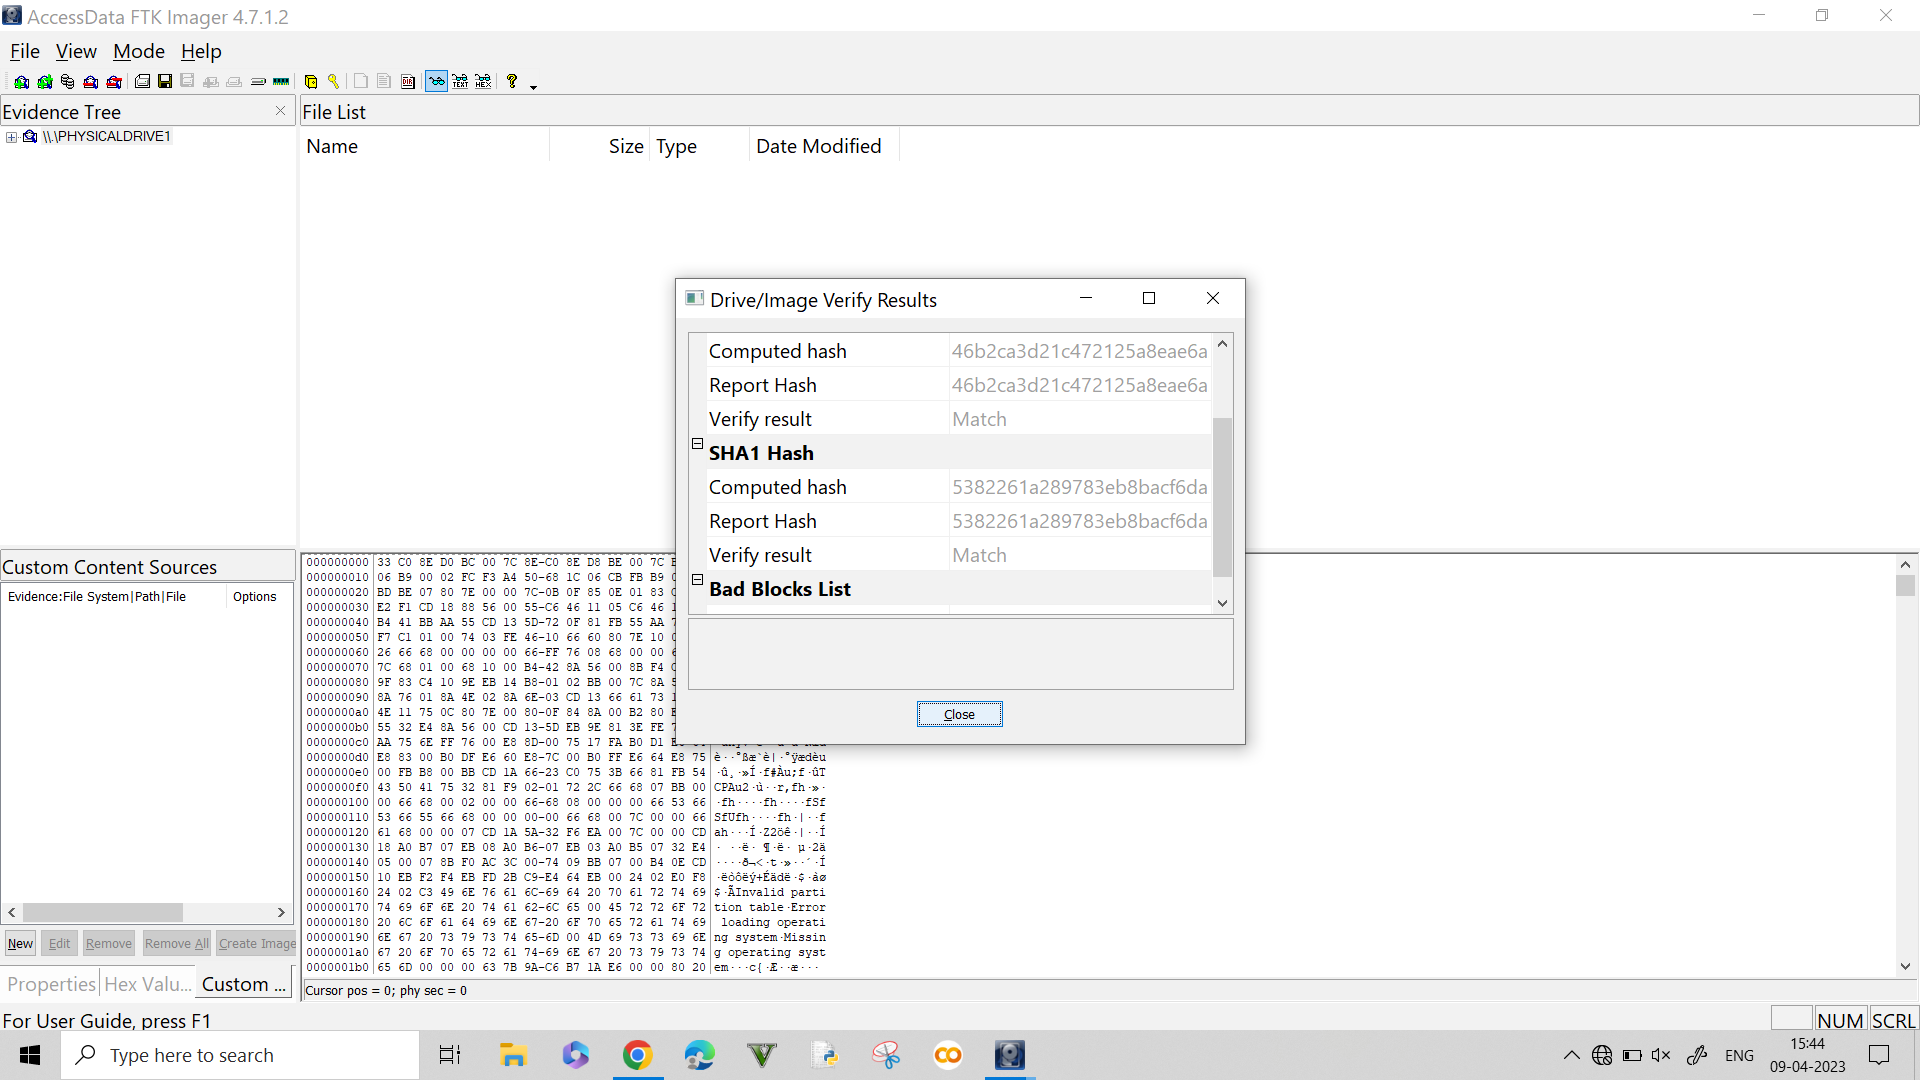 AccessData FTK Imager 4.7.1.2
File View Mode Help
Evidence Tree
\\.\PHYSICALDRIVE1
File List
Name Size Type Date Modified
Drive/Image Verify Results
Computed hash 46b2ca3d21c472125a8eae6a
Report Hash 46b2ca3d21c472125a8eae6a
Verify result Match
SHA1 Hash
Computed hash 5382261a289783eb8bacf6da
Report Hash 5382261a289783eb8bacf6da
Verify result Match
Bad Blocks List
Close
Custom Content Sources
Evidence:File System|Path|File Options
New Edit Remove Remove All Create Image
Properties Hex Valu... Custom ...
000000000 33 C0 8E D0 BC 00 7C 8E-C0 8E D8 BE 00 7C
000000010 06 B9 00 02 FC F3 A4 50-68 1C 06 CB FB B9
000000020 BD BE 07 80 7E 00 00 7C-0B 0F 85 0E 01 83
000000030 E2 F1 CD 18 88 56 00 55-C6 46 11 05 C6 46
000000040 B4 41 BB AA 55 CD 13 5D-72 0F 81 FB 55 AA
000000050 F7 C1 01 00 74 03 FE 46-10 66 60 80 7E 10
000000060 26 66 68 00 00 00 00 66-FF 76 08 68 00 00
000000070 7C 68 01 00 68 10 00 B4-42 8A 56 00 8B F4
000000080 9F 83 C4 10 9E EB 14 B8-01 02 BB 00 7C 8A
000000090 8A 76 01 8A 4E 02 8A 6E-03 CD 13 66 61 73
0000000a0 4E 11 75 0C 80 7E 00 80-0F 84 8A 00 B2 80
0000000b0 55 32 E4 8A 56 00 CD 13-5D EB 9E 81 3E FE
0000000c0 AA 75 6E FF 76 00 E8 8D-00 75 17 FA B0 D1
0000000d0 E8 83 00 B0 DF E6 60 E8-7C 00 B0 FF E6 64 E8 75 è··°ßæ`è|·°ÿædèu
0000000e0 00 FB B8 00 BB CD 1A 66-23 C0 75 3B 66 81 FB 54 ·û¸·»Í·f#Àu;f·ûT
0000000f0 43 50 41 75 32 81 F9 02-01 72 2C 66 68 07 BB 00 CPAu2·ù··r,fh·»·
000000100 00 66 68 00 02 00 00 66-68 08 00 00 00 66 53 66 ·fh····fh····fSf
000000110 53 66 55 66 68 00 00 00-00 66 68 00 7C 00 00 66 SfUfh····fh·|··f
000000120 61 68 00 00 07 CD 1A 5A-32 F6 EA 00 7C 00 00 CD ah···Í·Z2öê·|··Í
000000130 18 A0 B7 07 EB 08 A0 B6-07 EB 03 A0 B5 07 32 E4 · ·ë· ¶·ë· µ·2ä
000000140 05 00 07 8B F0 AC 3C 00-74 09 BB 07 00 B4 0E CD ····ð¬<·t·»··´·Í
000000150 10 EB F2 F4 EB FD 2B C9-E4 64 EB 00 24 02 E0 F8 ·ëòôëý+Éädë·$·àø
000000160 24 02 C3 49 6E 76 61 6C-69 64 20 70 61 72 74 69 $·ÃInvalid parti
000000170 74 69 6F 6E 20 74 61 62-6C 65 00 45 72 72 6F 72 tion table·Error
000000180 20 6C 6F 61 64 69 6E 67-20 6F 70 65 72 61 74 69 loading operati
000000190 6E 67 20 73 79 73 74 65-6D 00 4D 69 73 73 69 6E ng system·Missin
0000001a0 67 20 6F 70 65 72 61 74-69 6E 67 20 73 79 73 74 g operating syst
0000001b0 65 6D 00 00 00 63 7B 9A-C6 B7 1A E6 00 00 80 20 em···c{·Æ··æ···
Cursor pos = 0; phy sec = 0
For User Guide, press F1
NUM SCRL
Type here to search
ENG
15:44
09-04-2023